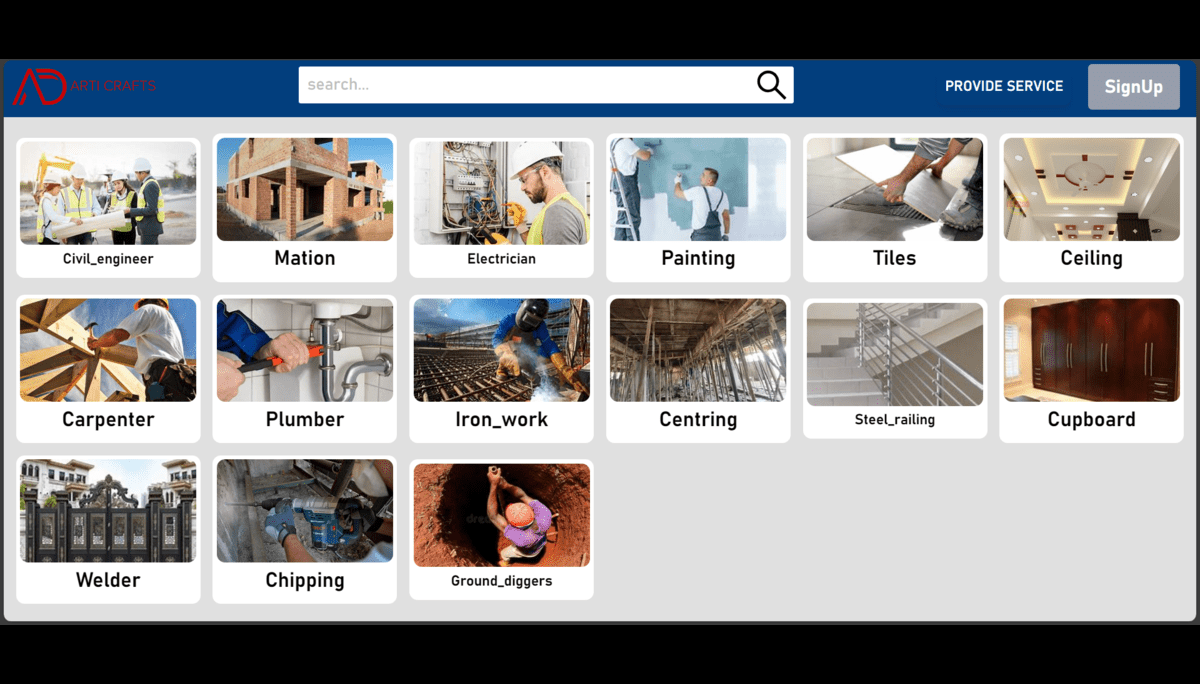 AD ARTI CRAFTS
search...
PROVIDE SERVICE
SignUp
Civil_engineer
Mation
Electrician
Painting
Tiles
Ceiling
Carpenter
Plumber
Iron_work
Centring
Steel_railing
Cupboard
Welder
Chipping
Ground_diggers